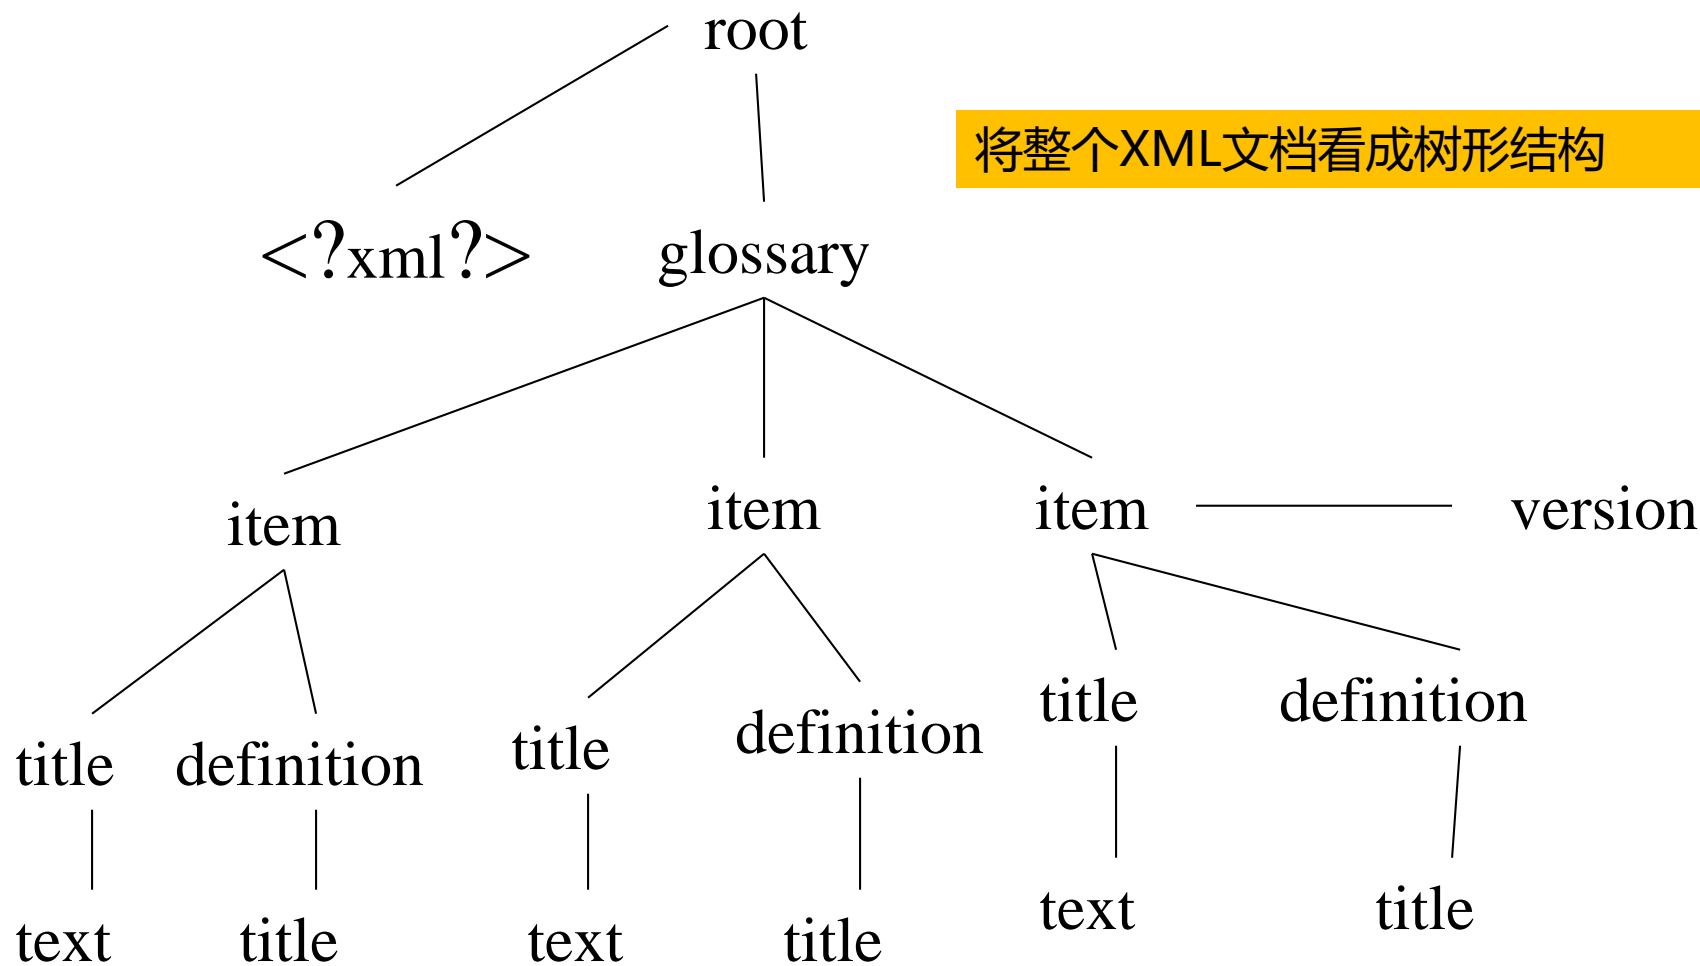 root
将整个XML文档看成树形结构
<?xml?> glossary
item item item version
title definition title definition title definition
text title text title text title